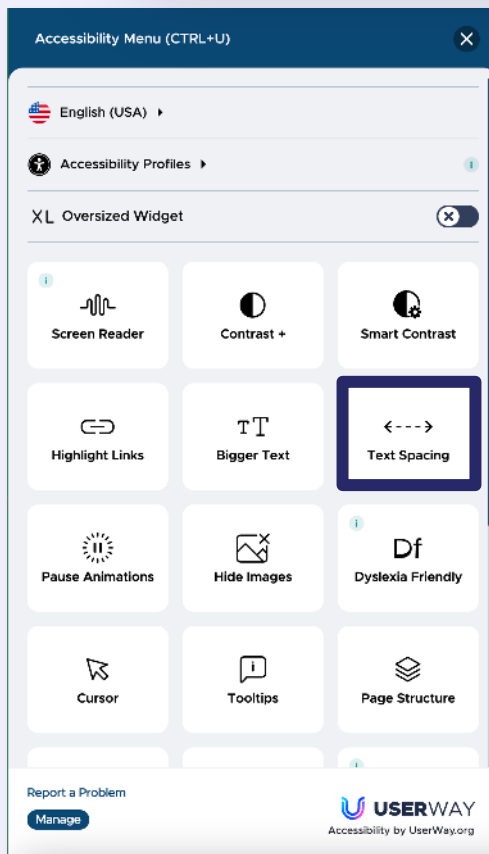 Accessibility Menu (CTRL+U)
English (USA)
Accessibility Profiles
i
XL Oversized Widget
i
Screen Reader
Contrast +
Smart Contrast
Highlight Links
TT
Bigger Text
Text Spacing
Pause Animations
Hide Images
i
Df
Dyslexia Friendly
Cursor
i
Tooltips
Page Structure
i
Report a Problem
Manage
USERWAY
Accessibility by UserWay.org